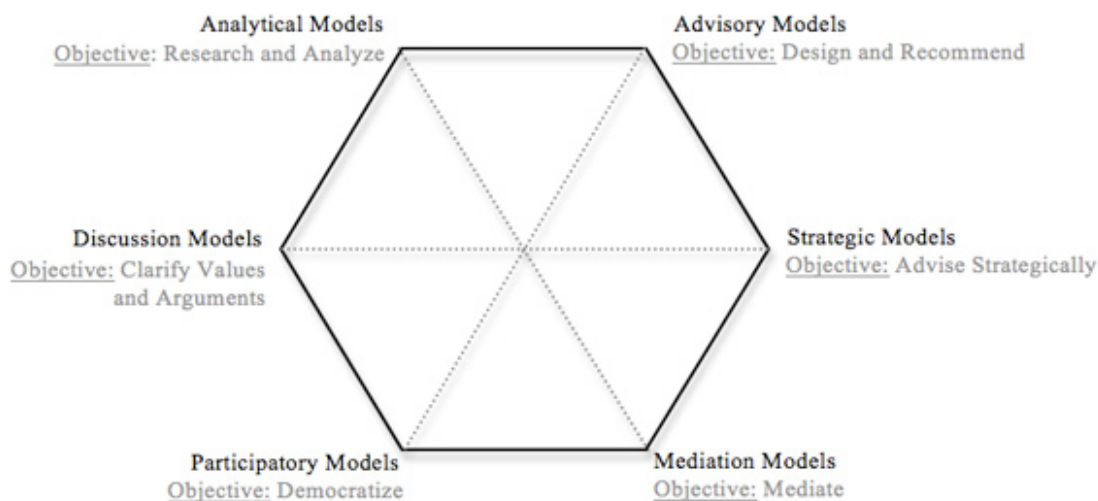 Analytical Models
Objective: Research and Analyze
Advisory Models
Objective: Design and Recommend
Discussion Models
Objective: Clarify Values
and Arguments
Strategic Models
Objective: Advise Strategically
Participatory Models
Objective: Democratize
Mediation Models
Objective: Mediate